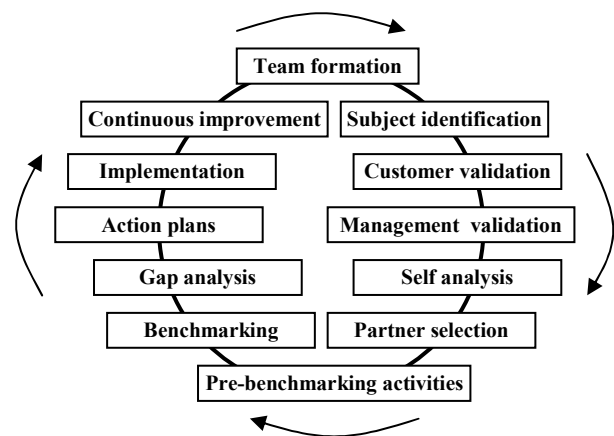 Team formation
Continuous improvement
Subject identification
Implementation
Customer validation
Action plans
Management validation
Gap analysis
Self analysis
Benchmarking
Partner selection
Pre-benchmarking activities